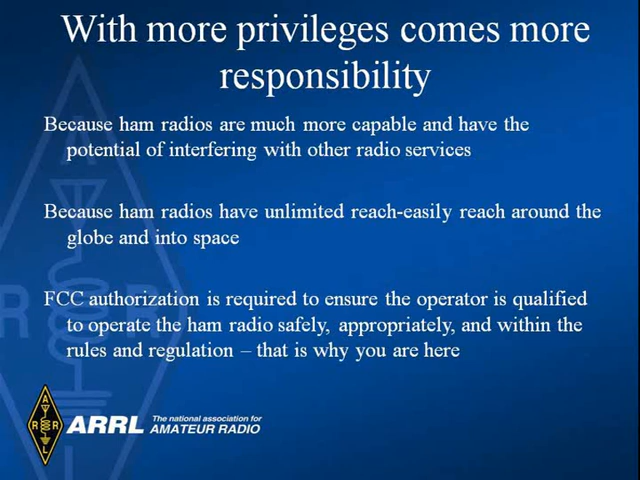 With more privileges comes more
responsibility
Because ham radios are much more capable and have the
potential of interfering with other radio services
Because ham radios have unlimited reach-easily reach around the
globe and into space
FCC authorization is required to ensure the operator is qualified
to operate the ham radio safely, appropriately, and within the
rules and regulation – that is why you are here
A
R R
L
ARRL The national association for
AMATEUR RADIO